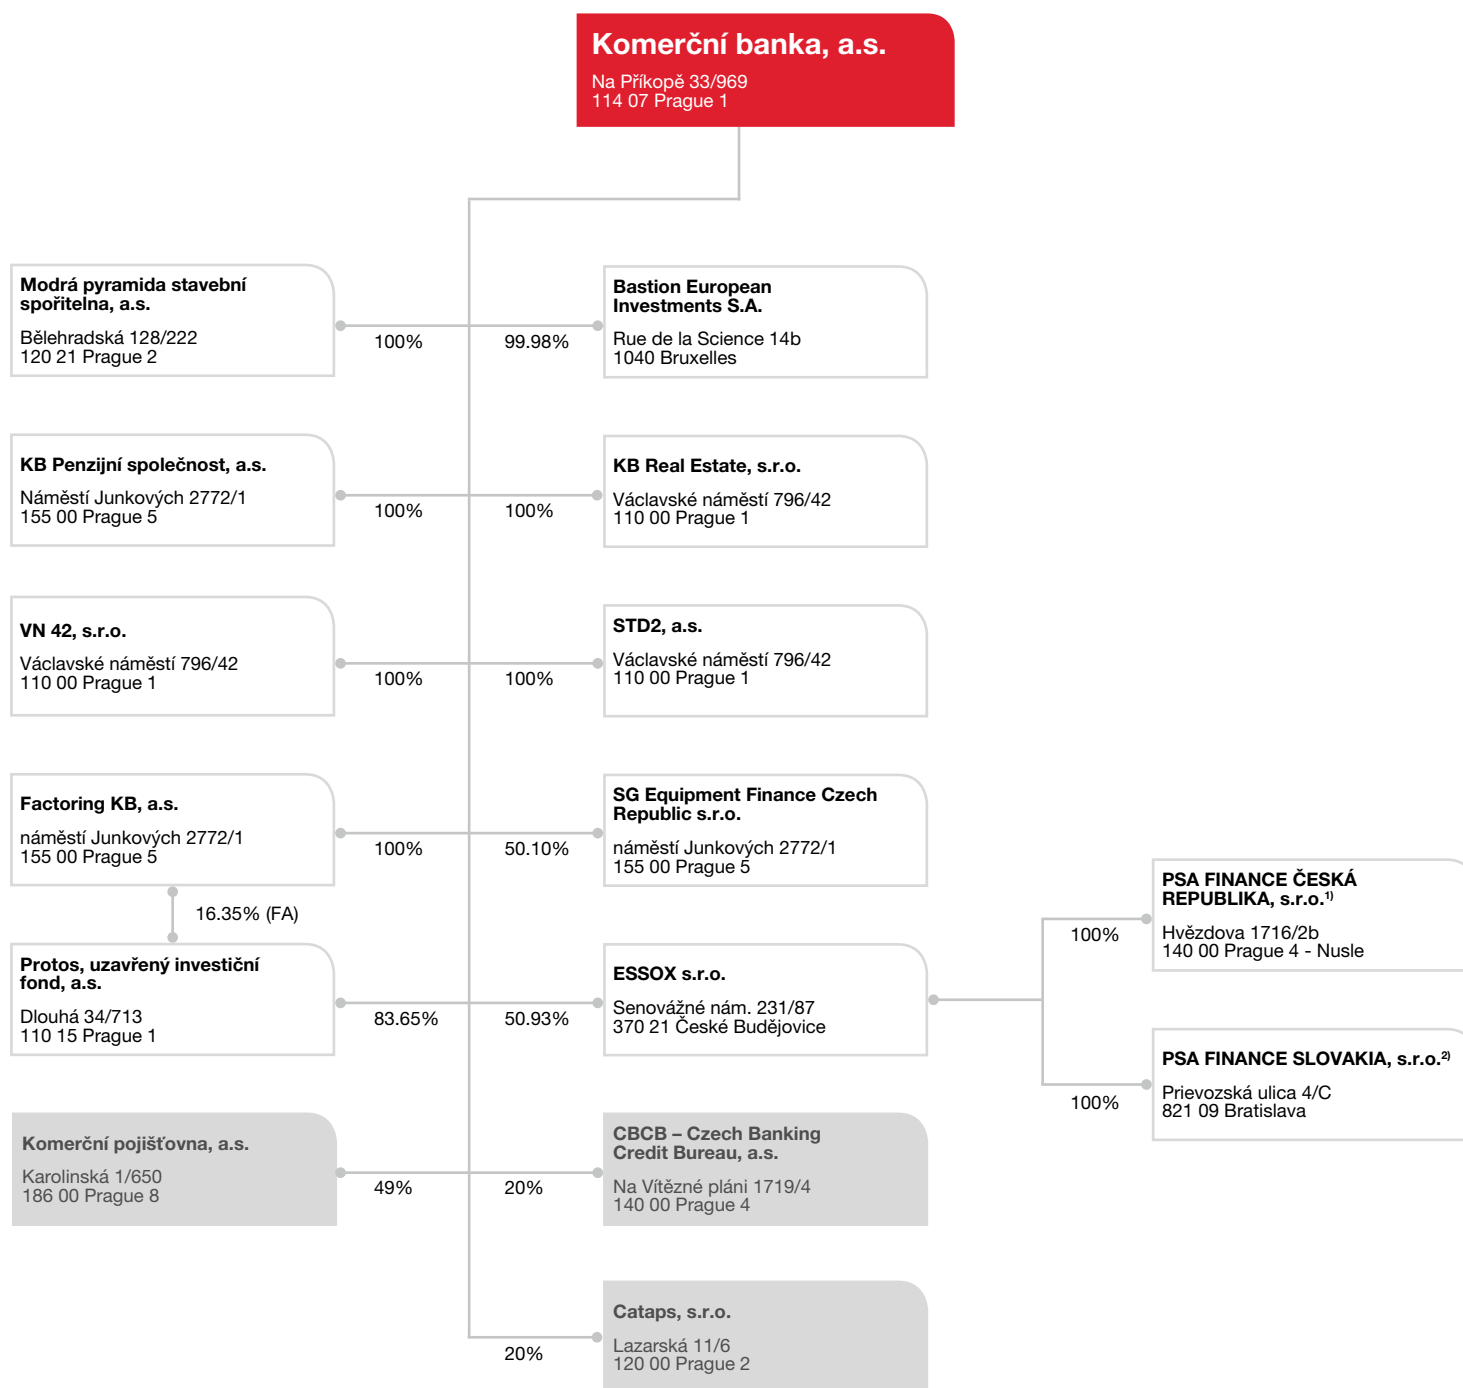 Komerční banka, a.s.
Na Příkopě 33/969
114 07 Prague 1
Modrá pyramida stavební
spořitelna, a.s.
Bělehradská 128/222
120 21 Prague 2
100%
99.98%
Bastion European
Investments S.A.
Rue de la Science 14b
1040 Bruxelles
KB Penzijní společnost, a.s.
Náměstí Junkových 2772/1
155 00 Prague 5
100%
100%
KB Real Estate, s.r.o.
Václavské náměstí 796/42
110 00 Prague 1
VN 42, s.r.o.
Václavské náměstí 796/42
110 00 Prague 1
100%
100%
STD2, a.s.
Václavské náměstí 796/42
110 00 Prague 1
Factoring KB, a.s.
náměstí Junkových 2772/1
155 00 Prague 5
100%
50.10%
SG Equipment Finance Czech
Republic s.r.o.
náměstí Junkových 2772/1
155 00 Prague 5
16.35% (FA)
Protos, uzavřený investiční
fond, a.s.
Dlouhá 34/713
110 15 Prague 1
83.65%
50.93%
ESSOX s.r.o.
Senovážné nám. 231/87
370 21 České Budějovice
100%
PSA FINANCE ČESKÁ
REPUBLIKA, s.r.o.¹⁾
Hvězdova 1716/2b
140 00 Prague 4 - Nusle
100%
PSA FINANCE SLOVAKIA, s.r.o.²⁾
Prievozská ulica 4/C
821 09 Bratislava
Komerční pojišťovna, a.s.
Karolinská 1/650
186 00 Prague 8
49%
20%
CBCB – Czech Banking
Credit Bureau, a.s.
Na Vítězné pláni 1719/4
140 00 Prague 4
20%
Cataps, s.r.o.
Lazarská 11/6
120 00 Prague 2